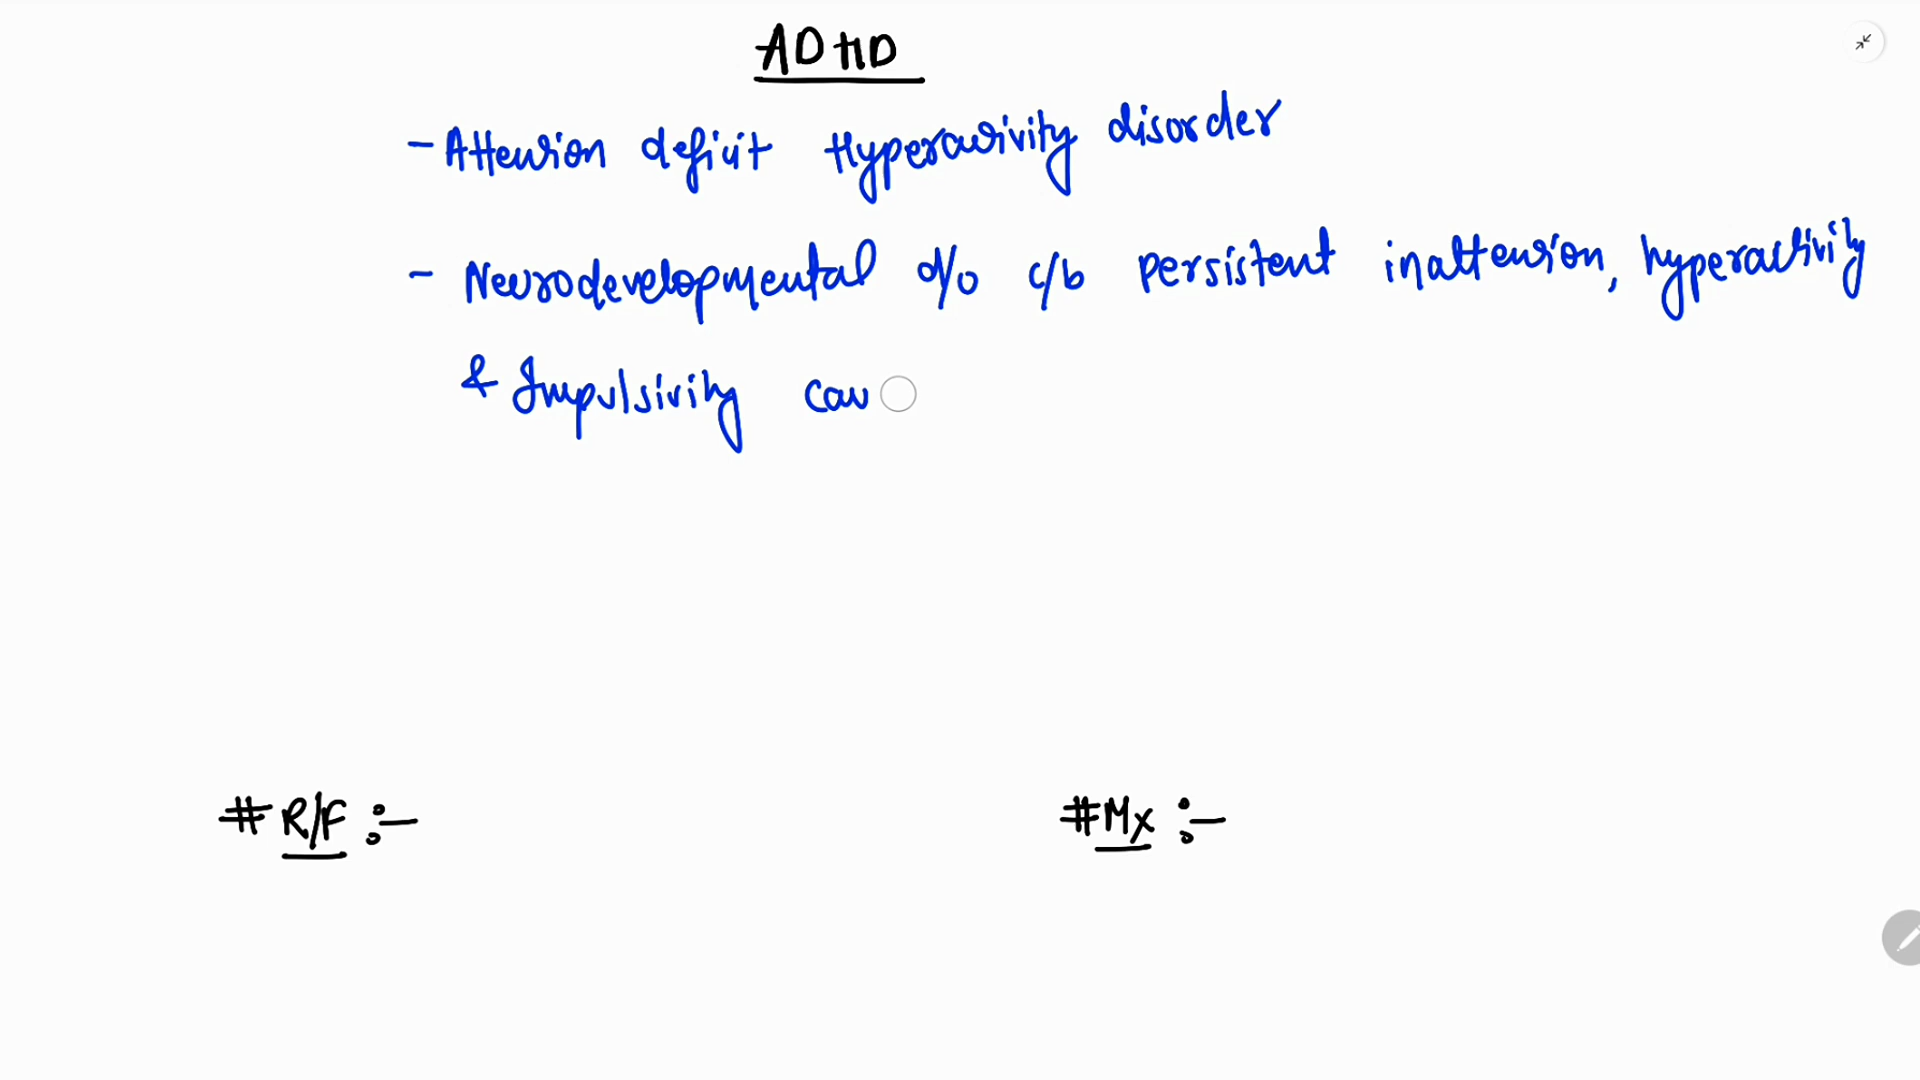 ADHD
- Attention deficit Hyperactivity disorder
- Neurodevelopmental d/o c/b persistent inattention, hyperactivity
& Impulsivity cau
# R/F :-
# Mx :-